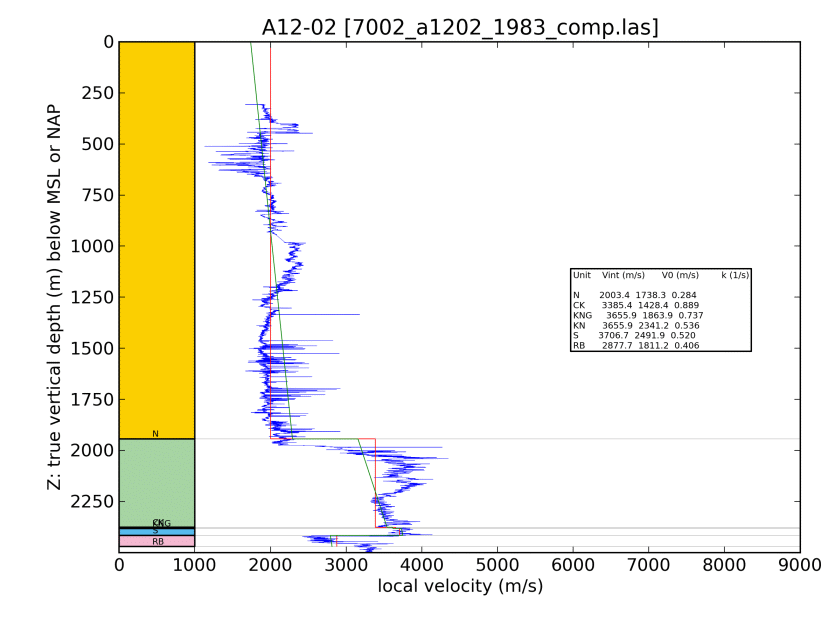 A12-02 [7002_a1202_1983_comp.las]
Z: true vertical depth (m) below MSL or NAP
0
250
500
750
1000
1250
1500
1750
2000
2250
N
CK
KNG
S
RB
Unit Vint (m/s) V0 (m/s) k (1/s)
N 2003.4 1738.3 0.284
CK 3385.4 1428.4 0.889
KNG 3655.9 1863.9 0.737
KN 3655.9 2341.2 0.536
S 3706.7 2491.9 0.520
RB 2877.7 1811.2 0.406
0 1000 2000 3000 4000 5000 6000 7000 8000 9000
local velocity (m/s)